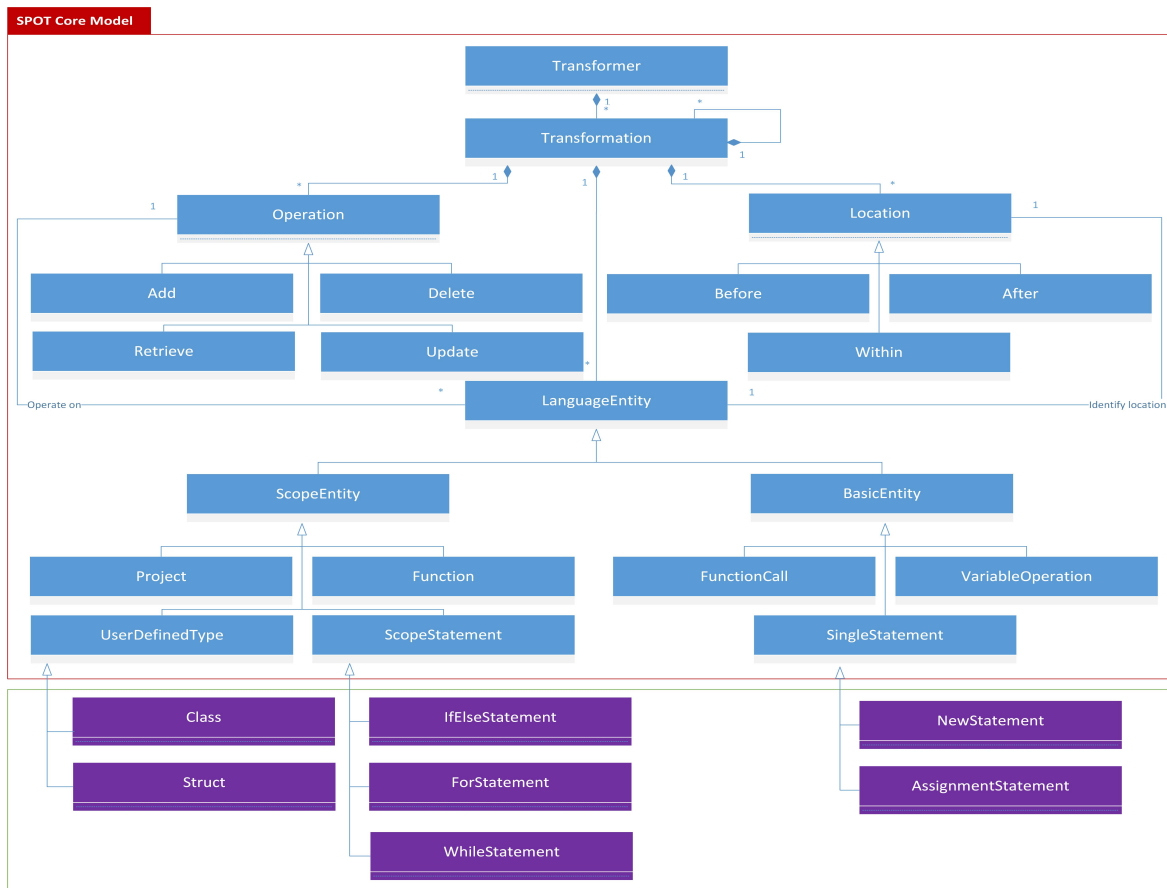 SPOT Core Model
Transformer
1
*
*
Transformation
1
1
1
1
*
*
1
Operation
Location
1
Add
Delete
Before
After
Retrieve
Update
Within
*
*
LanguageEntity
1
Operate on
Identify location
ScopeEntity
BasicEntity
Project
Function
FunctionCall
VariableOperation
UserDefinedType
ScopeStatement
SingleStatement
Class
IfElseStatement
NewStatement
Struct
ForStatement
AssignmentStatement
WhileStatement